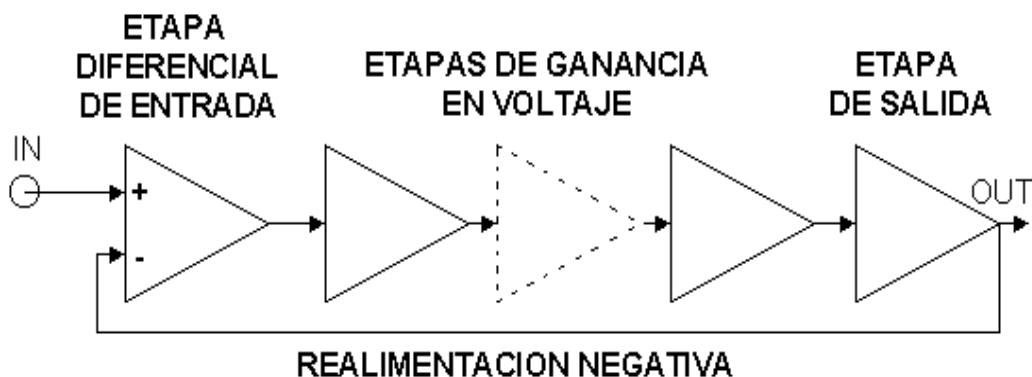 ETAPA
DIFERENCIAL
DE ENTRADA
ETAPAS DE GANANCIA
EN VOLTAJE
ETAPA
DE SALIDA
IN
+
-
OUT
REALIMENTACION NEGATIVA